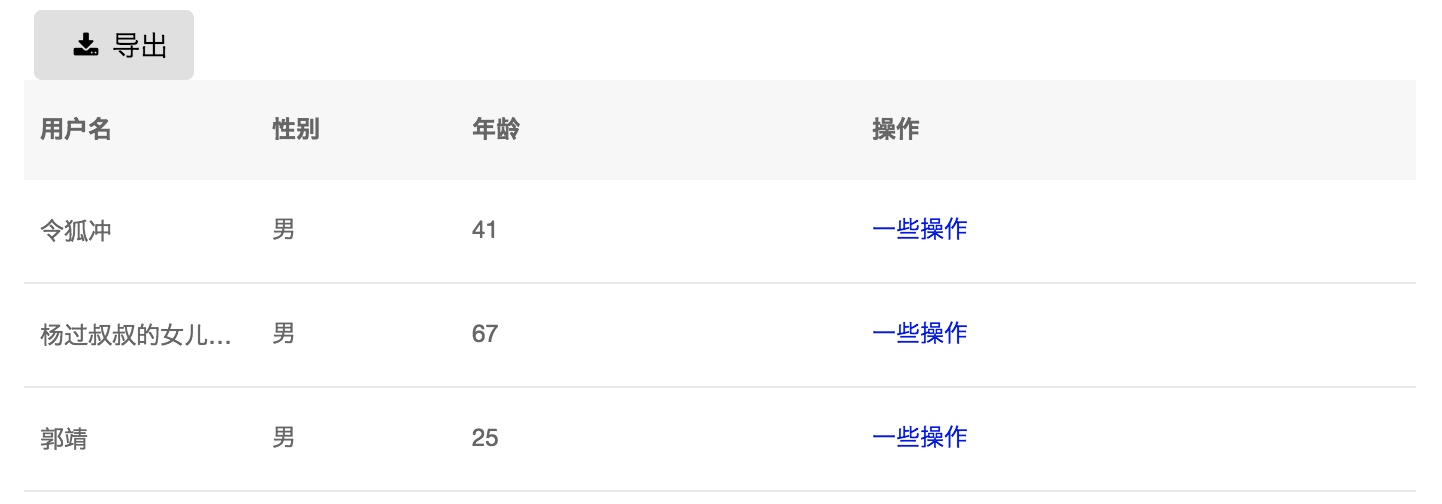 导出
用户名 性别 年龄 操作
令狐冲 男 41 一些操作
杨过叔叔的女儿... 男 67 一些操作
郭靖 男 25 一些操作